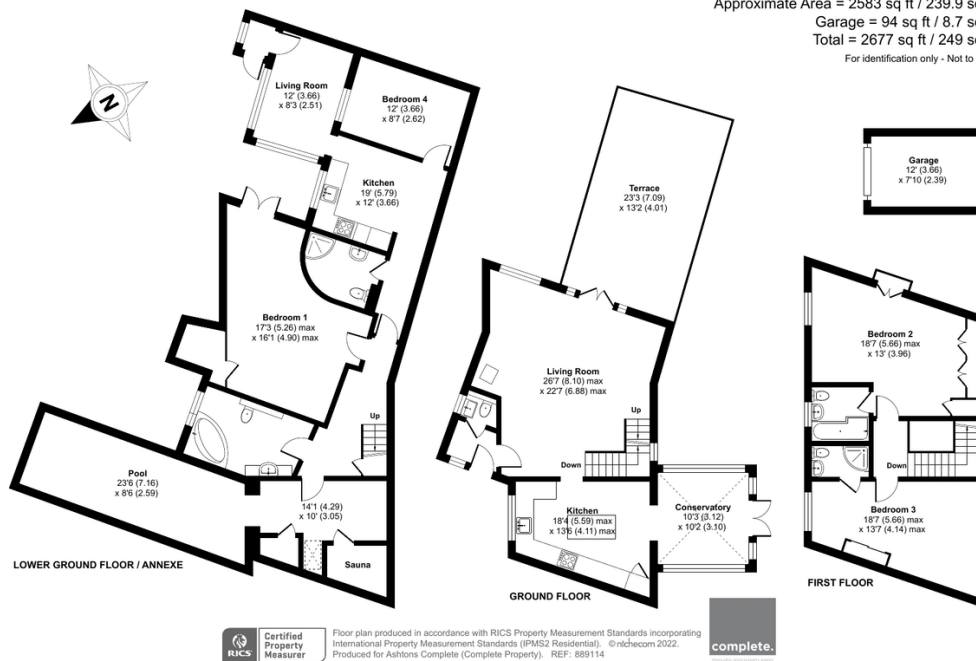 Approximate Area = 2583 sq ft / 239.9
Garage = 94 sq ft / 8.7
Total = 2677 sq ft / 249
For identification only - Not to
N
Living Room
12' (3.66)
x 8'3 (2.51)
Bedroom 4
12' (3.66)
x 8'7 (2.62)
Kitchen
19' (5.79)
x 12' (3.66)
Bedroom 1
17'3 (5.26) max
x 16'1 (4.90) max
Up
Pool
23'6 (7.16)
x 8'6 (2.59)
14'1 (4.29)
x 10' (3.05)
Sauna
LOWER GROUND FLOOR / ANNEXE
Terrace
23'3 (7.09)
x 13'2 (4.01)
Living Room
26'7 (8.10) max
x 22'7 (6.88) max
Up
Down
Kitchen
18'4 (5.59) max
x 13'6 (4.11) max
Conservatory
10'3 (3.12)
x 10'2 (3.10)
GROUND FLOOR
Garage
12' (3.66)
x 7'10 (2.39)
Bedroom 2
18'7 (5.66) max
x 13' (3.96)
Down
Bedroom 3
18'7 (5.66) max
x 13'7 (4.14) max
FIRST FLOOR
RICS
Certified
Property
Measurer
Floor plan produced in accordance with RICS Property Measurement Standards incorporating
International Property Measurement Standards (IPMS2 Residential). © nichecom 2022.
Produced for Ashtons Complete (Complete Property). REF: 889114
complete.